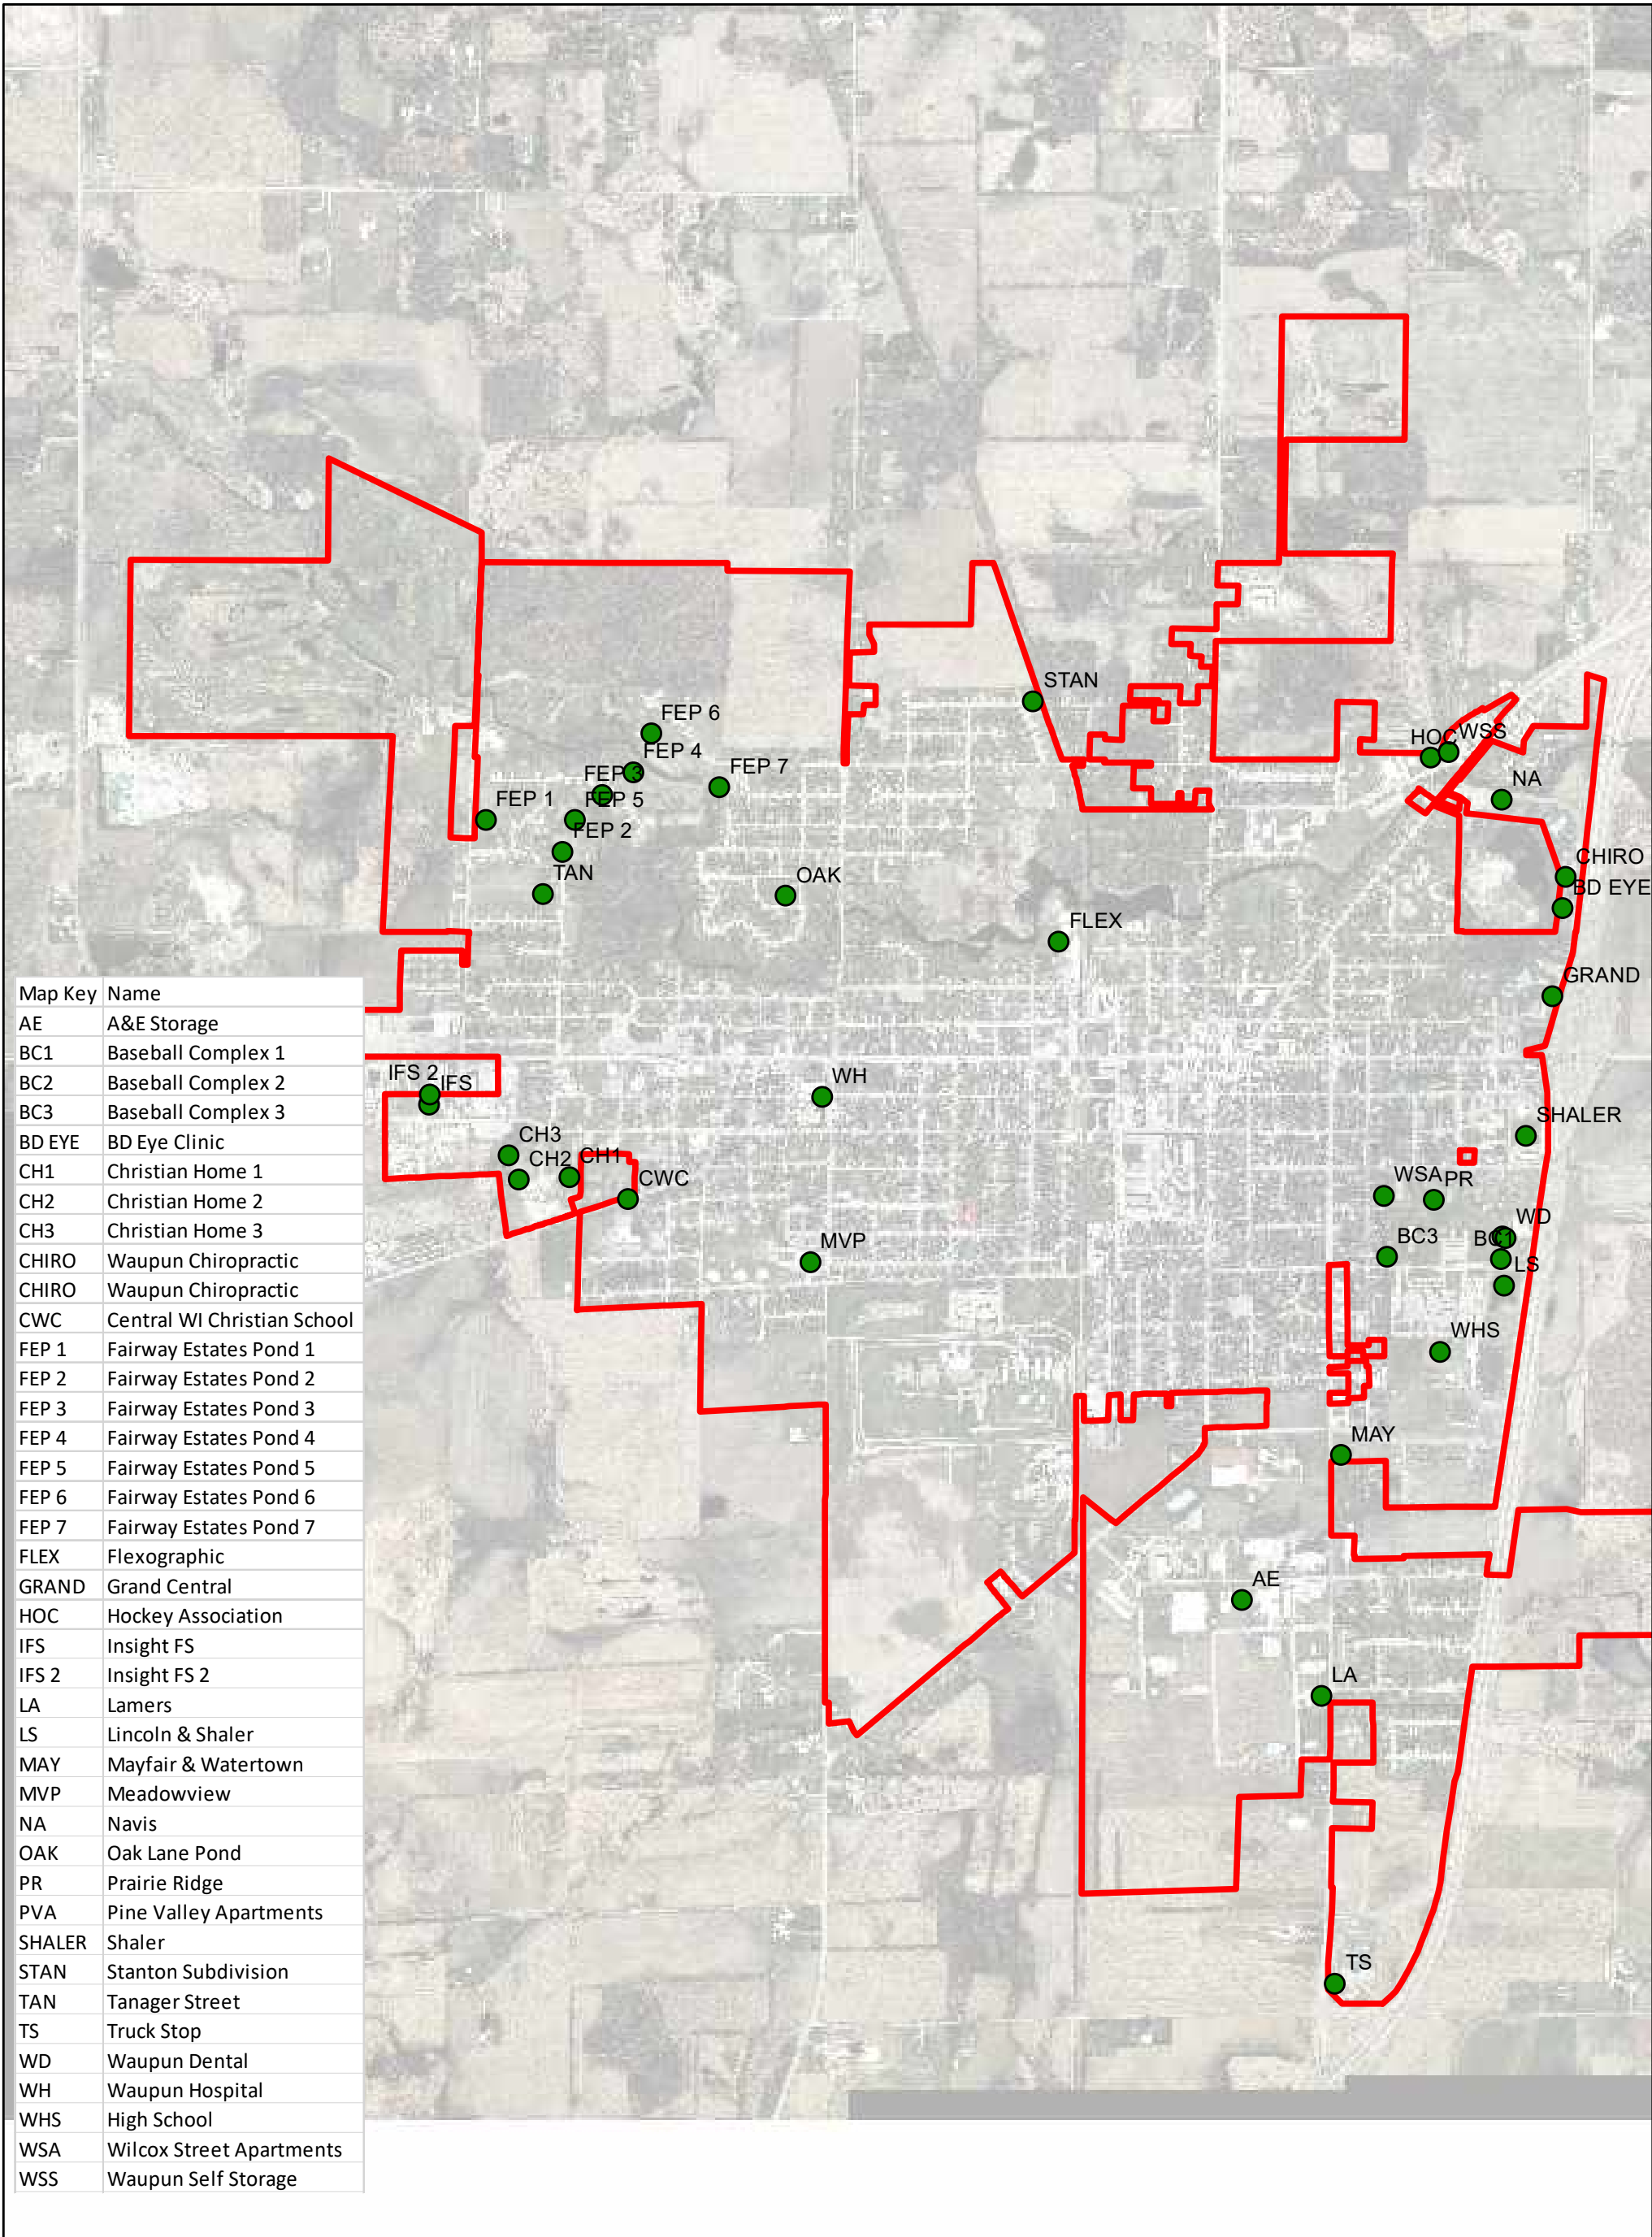 STAN
FEP 6
FEP 4
HOC WSS
FEP 3
FEP 7
NA
FEP 1
FEP 5
FEP 2
CHIRO
TAN
OAK
BD EYE
FLEX
GRAND
IFS 2
IFS
WH
SHALER
CH3
CH2
CH1
CWC
WSA
PR
WD
MVP
BC3
BC1
LS
WHS
MAY
AE
LA
TS
Map Key Name
AE A&E Storage
BC1 Baseball Complex 1
BC2 Baseball Complex 2
BC3 Baseball Complex 3
BD EYE BD Eye Clinic
CH1 Christian Home 1
CH2 Christian Home 2
CH3 Christian Home 3
CHIRO Waupun Chiropractic
CHIRO Waupun Chiropractic
CWC Central WI Christian School
FEP 1 Fairway Estates Pond 1
FEP 2 Fairway Estates Pond 2
FEP 3 Fairway Estates Pond 3
FEP 4 Fairway Estates Pond 4
FEP 5 Fairway Estates Pond 5
FEP 6 Fairway Estates Pond 6
FEP 7 Fairway Estates Pond 7
FLEX Flexographic
GRAND Grand Central
HOC Hockey Association
IFS Insight FS
IFS 2 Insight FS 2
LA Lamers
LS Lincoln & Shaler
MAY Mayfair & Watertown
MVP Meadowview
NA Navis
OAK Oak Lane Pond
PR Prairie Ridge
PVA Pine Valley Apartments
SHALER Shaler
STAN Stanton Subdivision
TAN Tanager Street
TS Truck Stop
WD Waupun Dental
WH Waupun Hospital
WHS High School
WSA Wilcox Street Apartments
WSS Waupun Self Storage